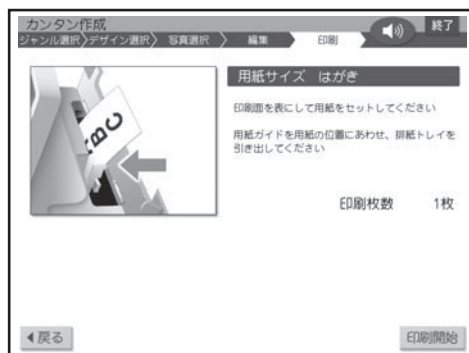 カンタン作成
終了
ジャンル選択〉デザイン選択〉 写真選択 〉 編集 印刷
用紙サイズ はがき
印刷面を表にして用紙をセットしてください
用紙ガイドを用紙の位置にあわせ、排紙トレイを
引き出してください
ABC
印刷枚数 1枚
戻る
印刷開始